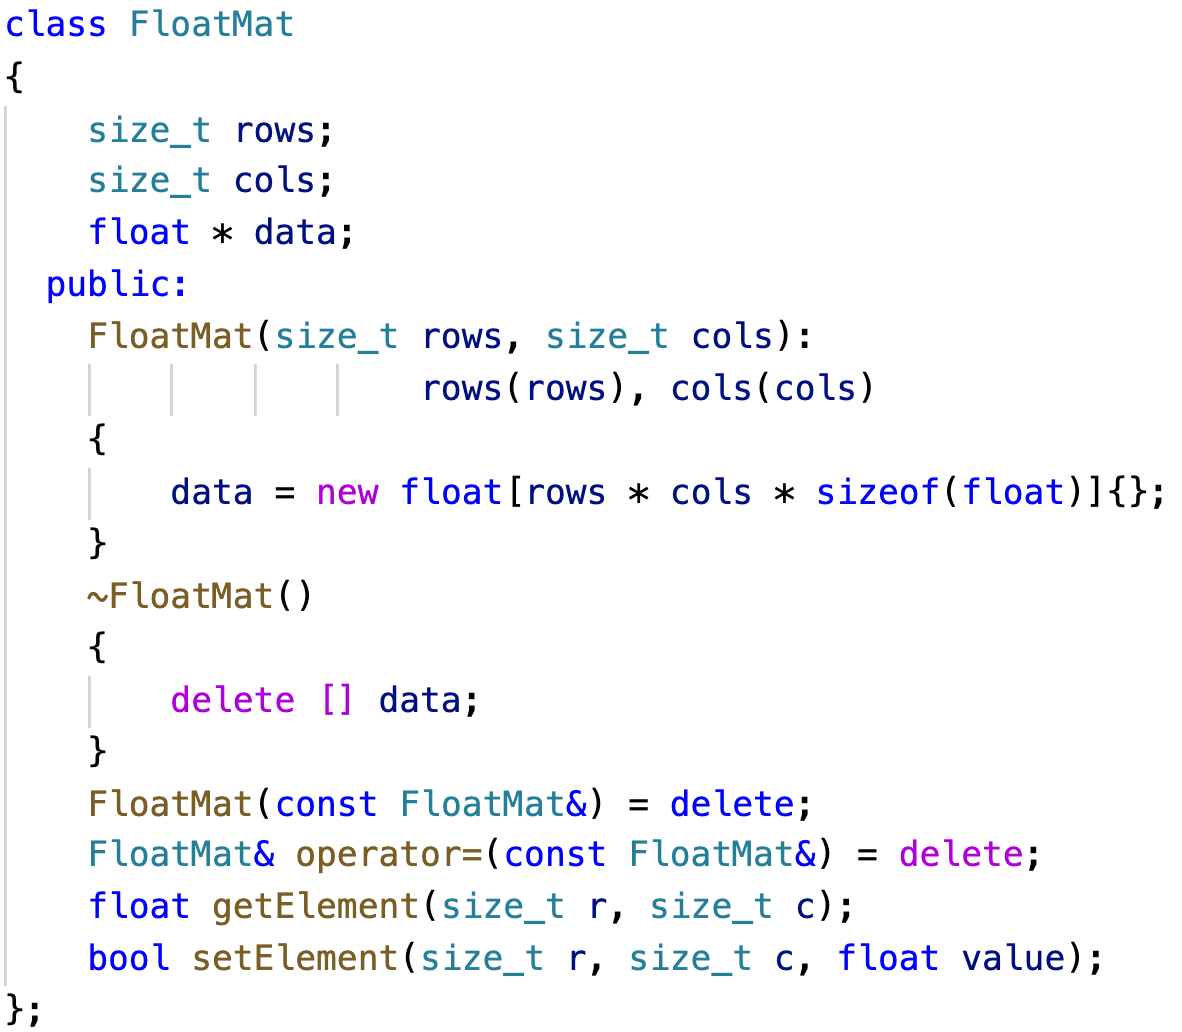 class FloatMat
{
    size_t rows;
    size_t cols;
    float * data;
  public:
    FloatMat(size_t rows, size_t cols):
                    rows(rows), cols(cols)
    {
        data = new float[rows * cols * sizeof(float)]{};
    }
    ~FloatMat()
    {
        delete [] data;
    }
    FloatMat(const FloatMat&) = delete;
    FloatMat& operator=(const FloatMat&) = delete;
    float getElement(size_t r, size_t c);
    bool setElement(size_t r, size_t c, float value);
};